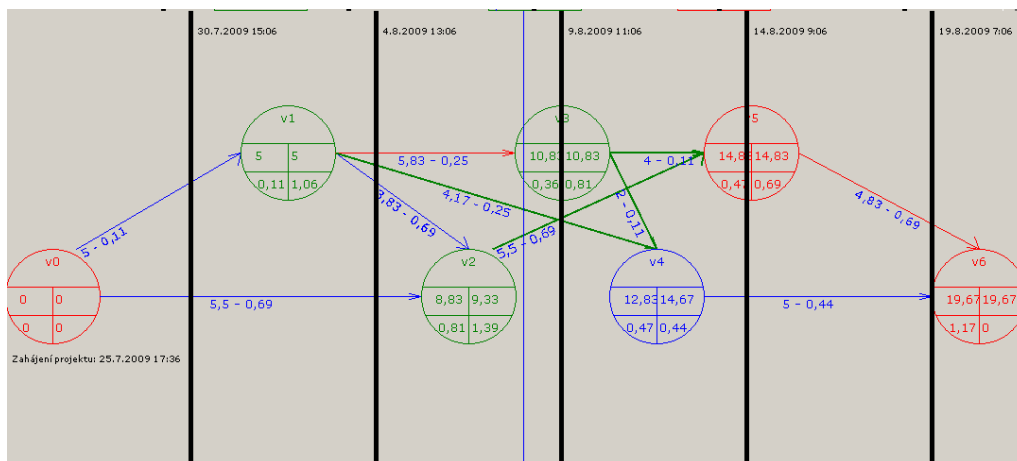 30.7.2009 15:06
4.8.2009 13:06
9.8.2009 11:06
14.8.2009 9:06
19.8.2009 7:06
v1
5 5
0,11 1,06
5,83 - 0,25
v3
10,83 10,83
0,36 0,81
4 - 0,11
v5
14,83 14,83
0,47 0,69
5 - 0,11
3,83 - 0,69
4,17 - 0,25
5,5 - 0,69
2 - 0,11
4,83 - 0,69
v0
0 0
0 0
5,5 - 0,69
v2
8,83 9,33
0,81 1,39
v4
12,83 14,67
0,47 0,44
5 - 0,44
v6
19,67 19,67
1,17 0
Zahájení projektu: 25.7.2009 17:36